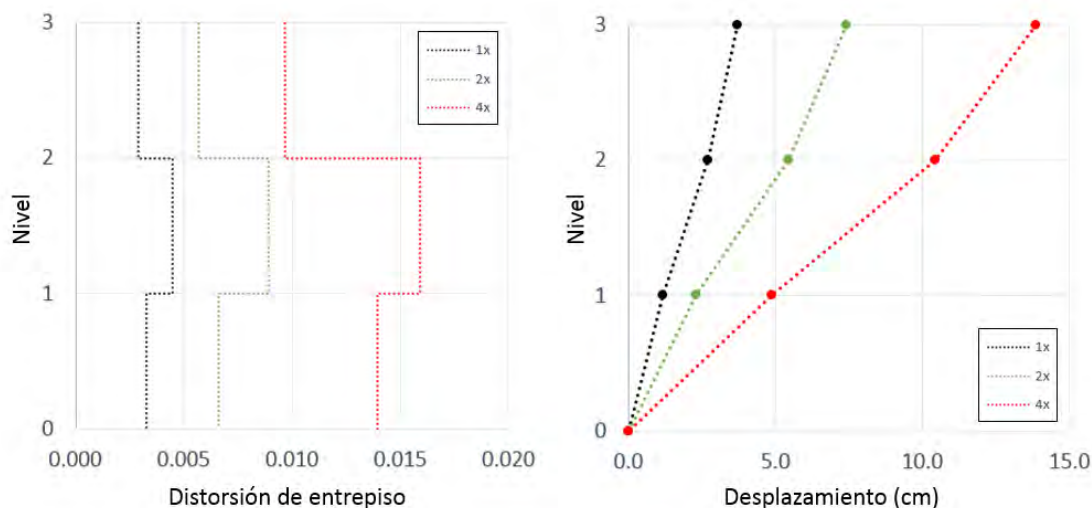 3
2
1
0
Nivel
0.000
0.005
0.010
0.015
0.020
Distorsión de entrepiso
1x
2x
4x
3
2
1
0
Nivel
0.0
5.0
10.0
15.0
Desplazamiento (cm)
1x
2x
4x